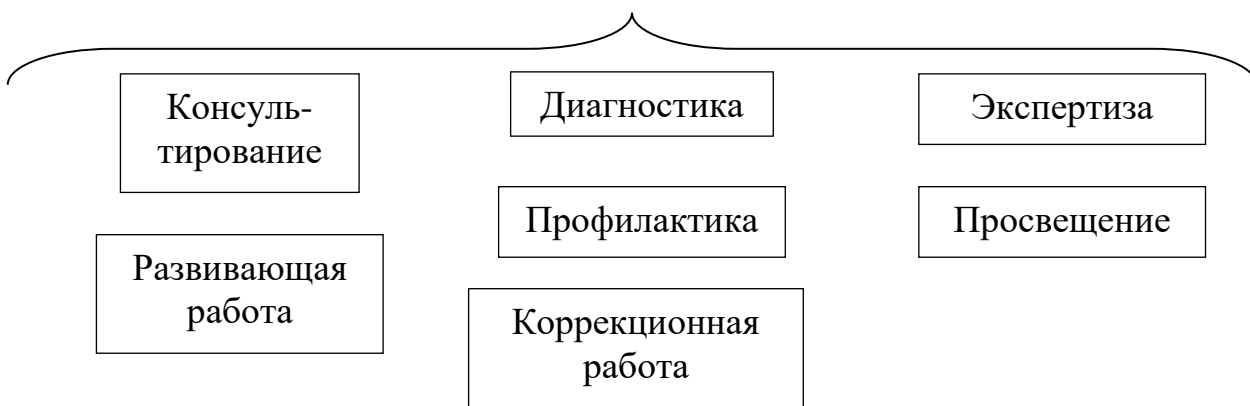 Консуль-
тирование
Диагностика
Экспертиза
Профилактика
Просвещение
Развивающая
работа
Коррекционная
работа